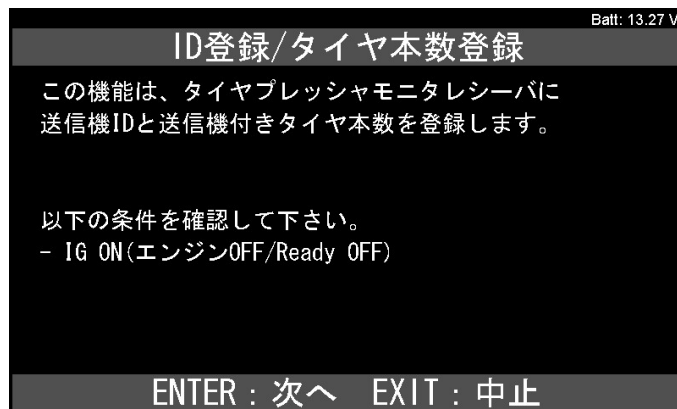 Batt: 13.27 V
ID登録/タイヤ本数登録
この機能は、タイヤプレッシャモニタレシーバに
送信機IDと送信機付きタイヤ本数を登録します。
以下の条件を確認して下さい。
- IG ON(エンジンOFF/Ready OFF)
ENTER : 次へ EXIT : 中止